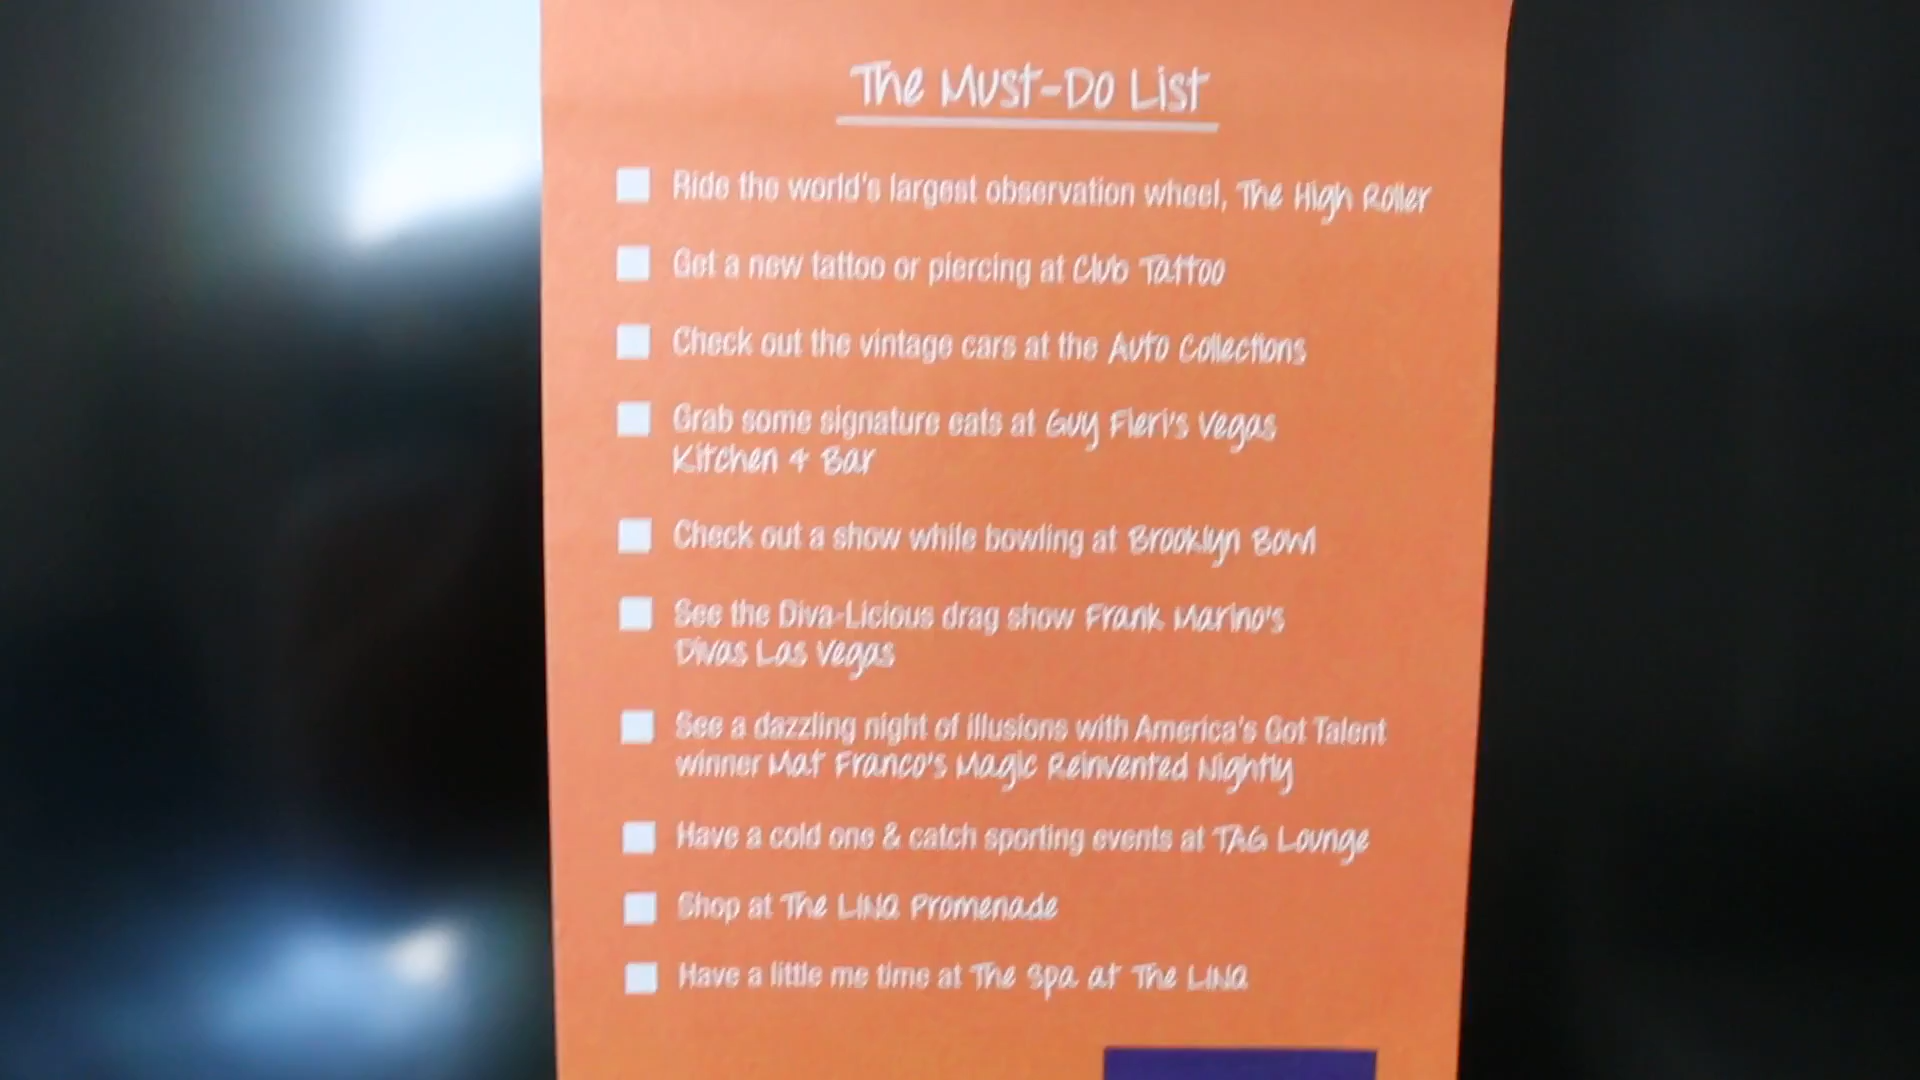 The Must-Do List
Ride the world's largest observation wheel, The High Roller
Get a new tattoo or piercing at Club Tattoo
Check out the vintage cars at the Auto Collections
Grab some signature eats at Guy Fieri's Vegas
Kitchen & Bar
Check out a show while bowling at Brooklyn Bowl
See the Diva-Licious drag show Frank Marino's
Divas Las Vegas
See a dazzling night of illusions with America's Got Talent
winner Mat Franco's Magic Reinvented Nightly
Have a cold one & catch sporting events at TAG Lounge
Shop at The LINQ Promenade
Have a little me time at The Spa at The LINQ